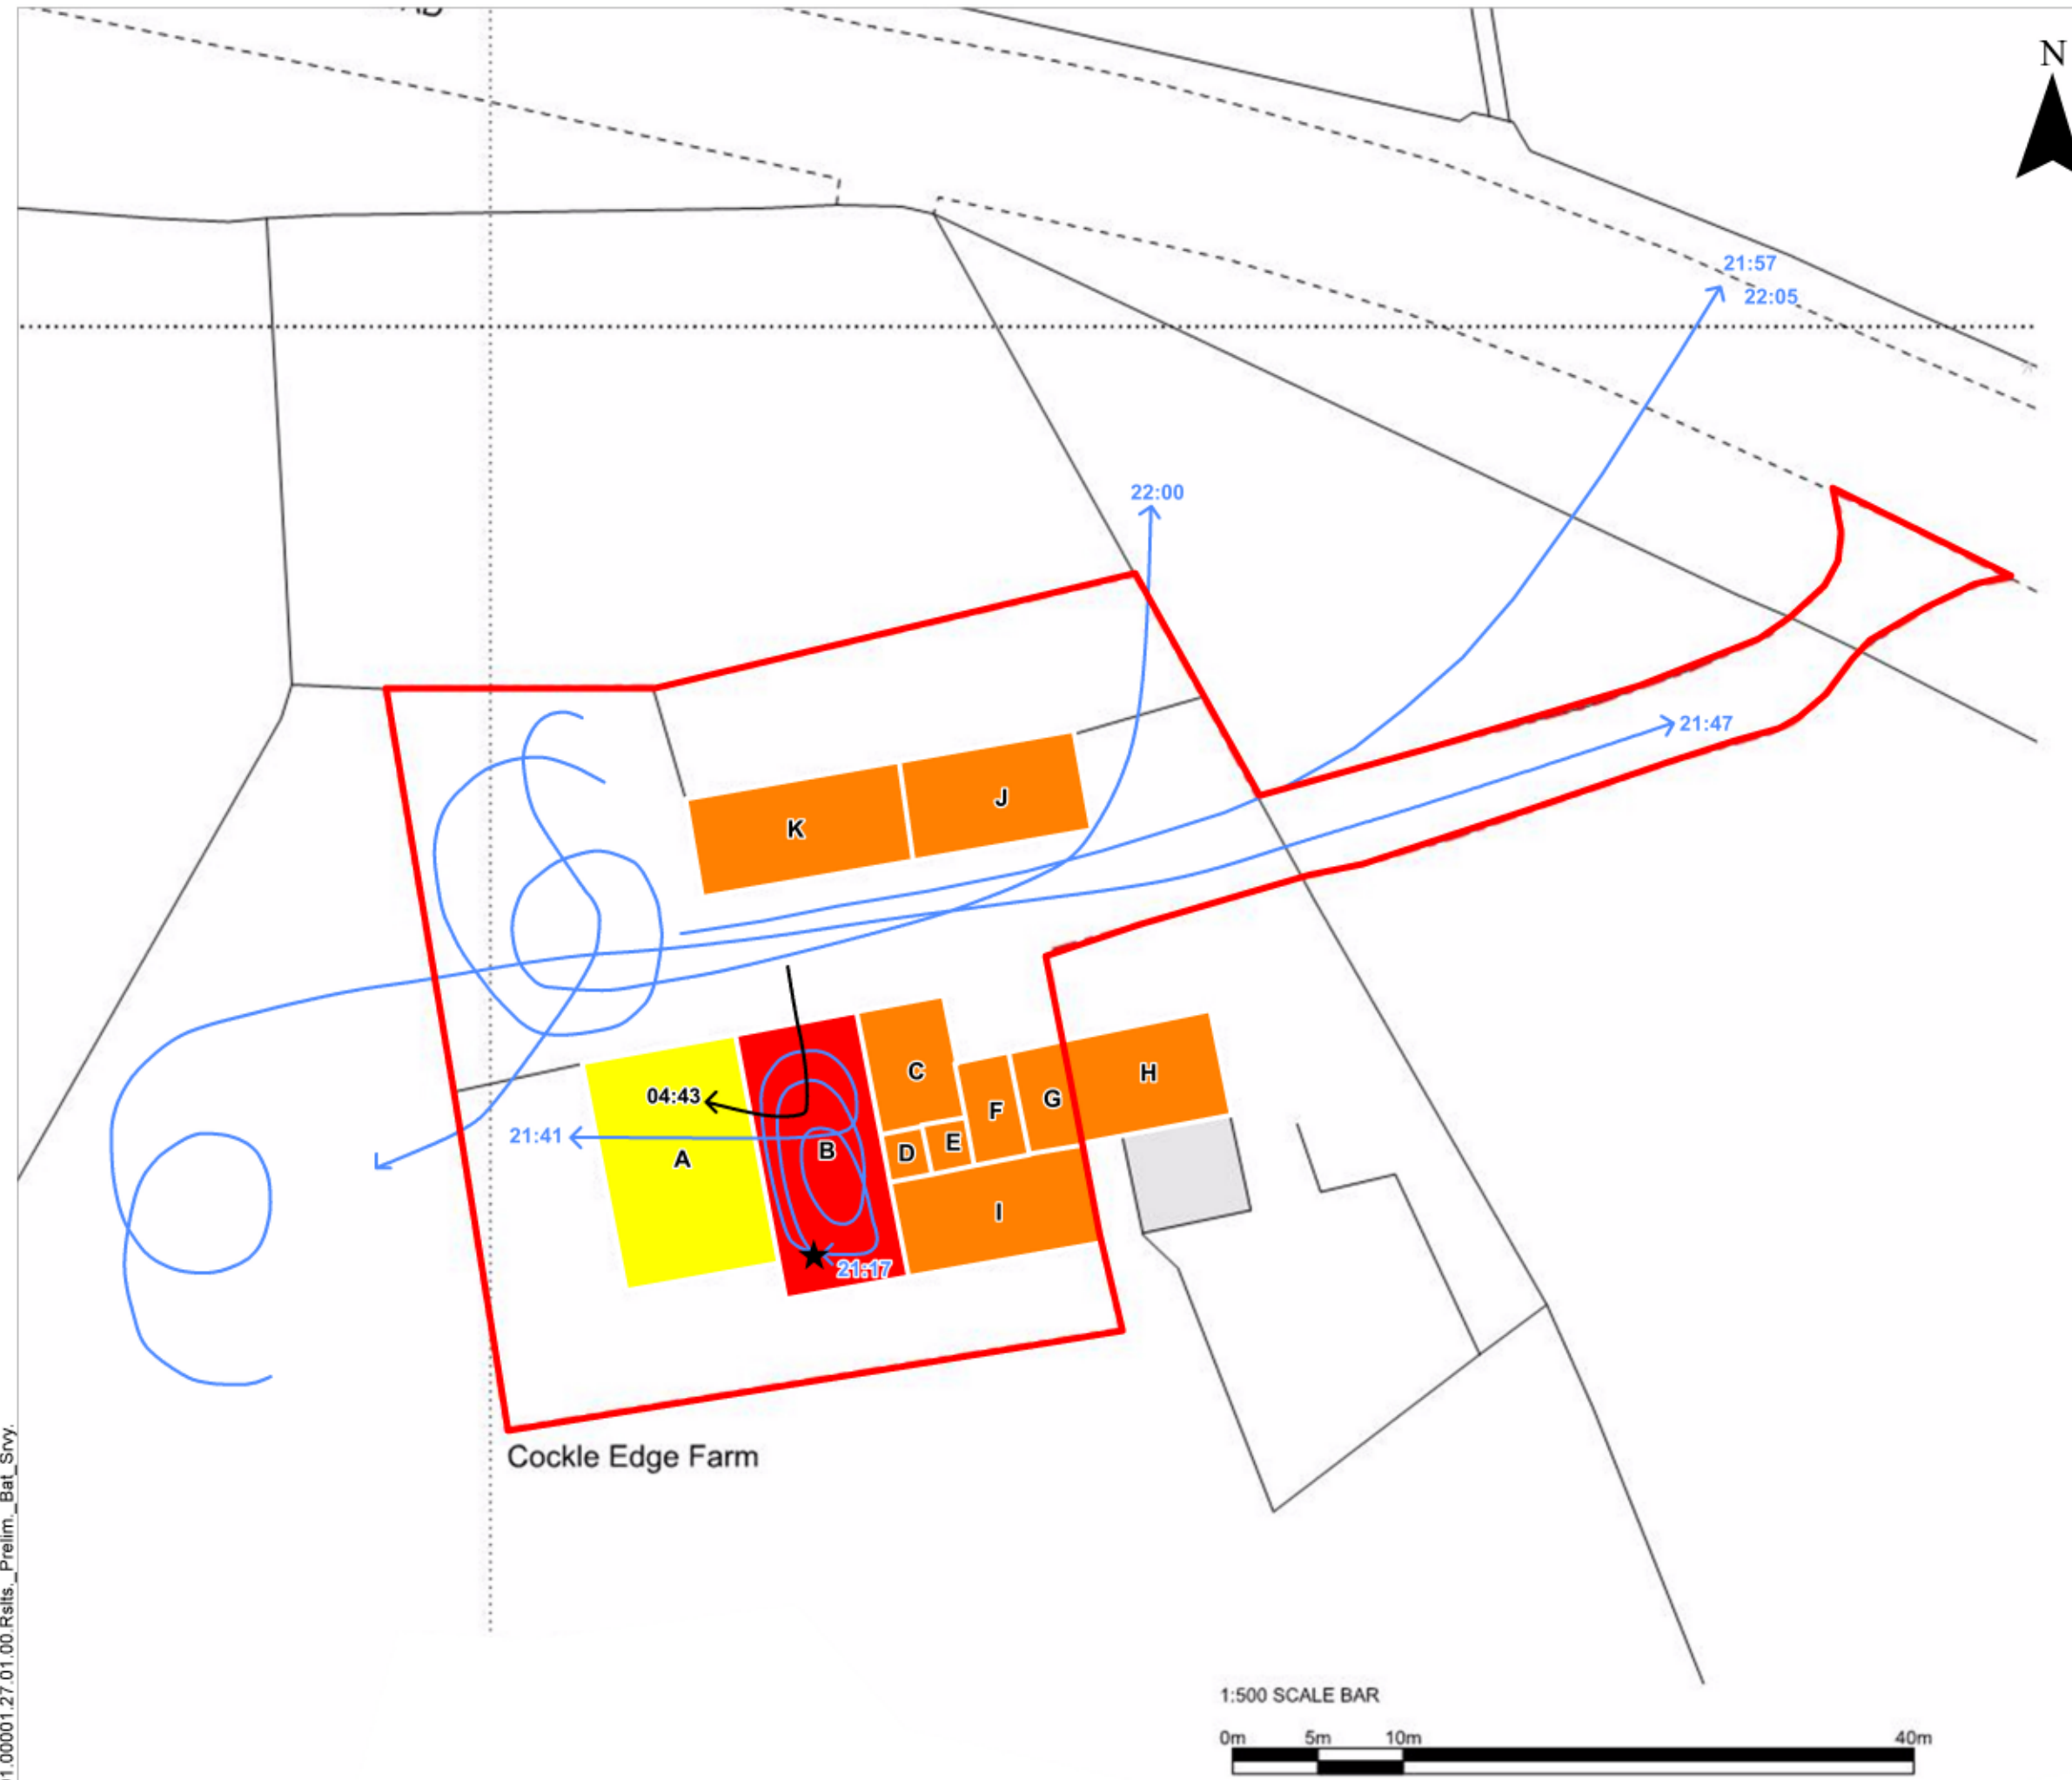 N
21:57
22:05
22:00
21:47
J
K
C
H
04:43
G
F
21:41
B
E
D
A
I
21:17
Cockle Edge Farm
1:500 SCALE BAR
0m 5m 10m 40m
1.00001.27.01.00.Rslts._Prelim._Bat_Srvy.